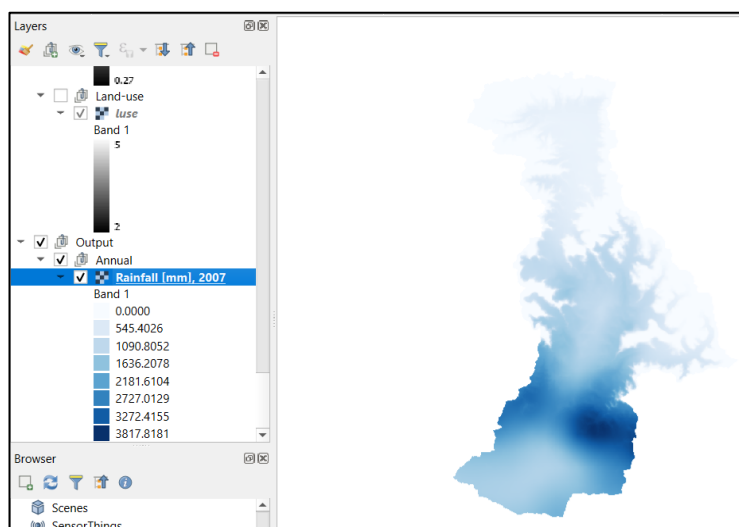 Layers
0.27
Land-use
luse
Band 1
5
2
Output
Annual
Rainfall [mm], 2007
Band 1
0.0000
545.4026
1090.8052
1636.2078
2181.6104
2727.0129
3272.4155
3817.8181
Browser
Scenes
SensorThings